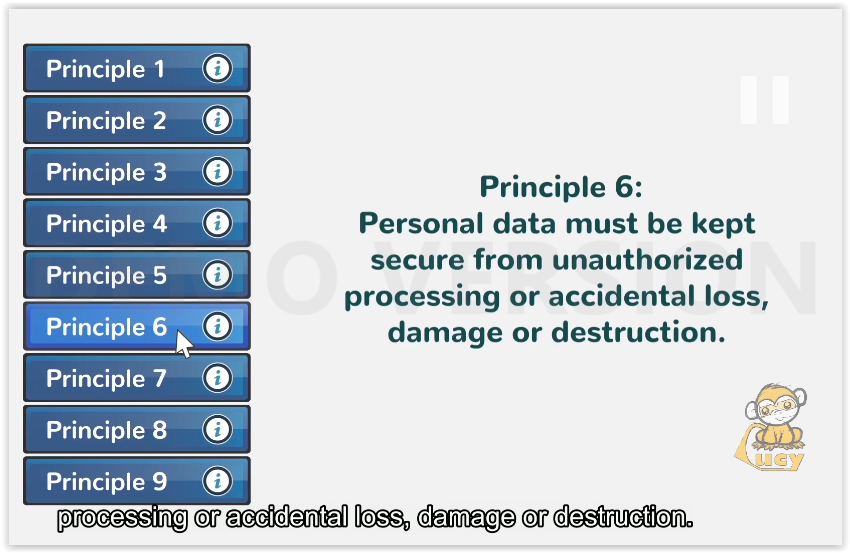 Principle 1
Principle 2
Principle 3
Principle 4
Principle 5
Principle 6
Principle 7
Principle 8
Principle 9
Principle 6:
Personal data must be kept
secure from unauthorized
processing or accidental loss,
damage or destruction.
VERSION
Lucy
processing or accidental loss, damage or destruction.